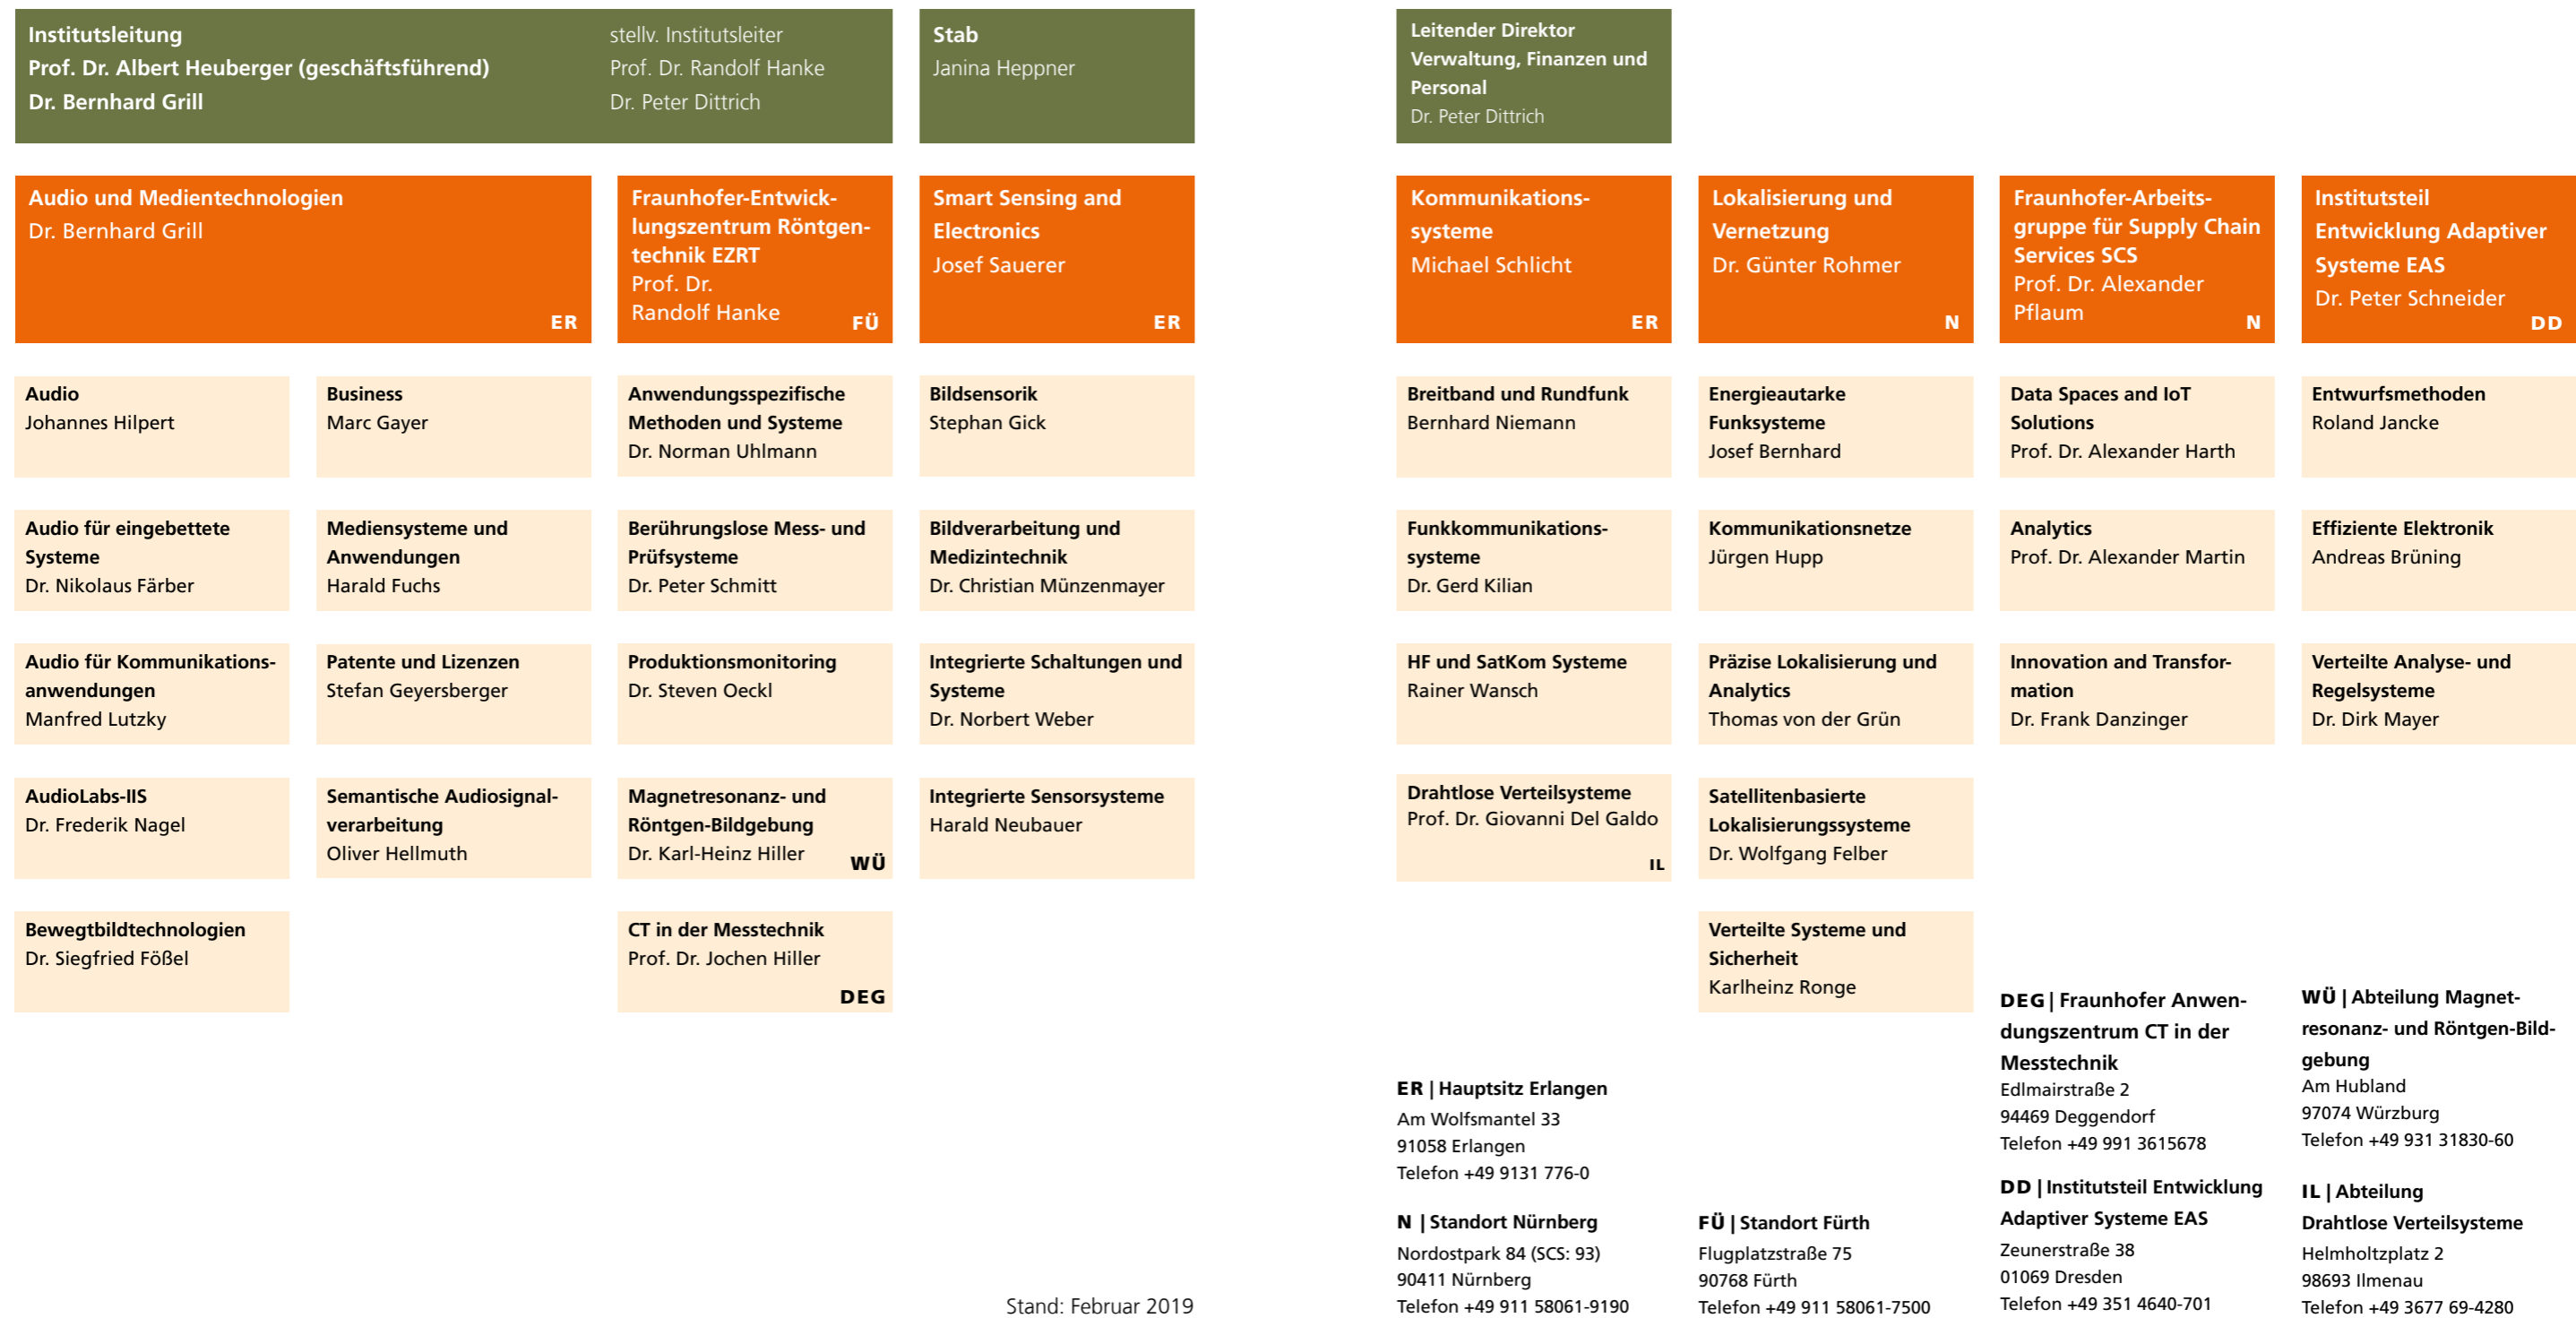 Institutsleitung
Prof. Dr. Albert Heuberger (geschäftsführend)
Dr. Bernhard Grill
stellv. Institutsleiter
Prof. Dr. Randolf Hanke
Dr. Peter Dittrich
Stab
Janina Heppner
Leitender Direktor
Verwaltung, Finanzen und
Personal
Dr. Peter Dittrich
Audio und Medientechnologien
Dr. Bernhard Grill
ER
Fraunhofer-Entwick-
lungszentrum Röntgen-
technik EZRT
Prof. Dr.
Randolf Hanke
FÜ
Smart Sensing and
Electronics
Josef Sauerer
ER
Kommunikations-
systeme
Michael Schlicht
ER
Lokalisierung und
Vernetzung
Dr. Günter Rohmer
N
Fraunhofer-Arbeits-
gruppe für Supply Chain
Services SCS
Prof. Dr. Alexander
Pflaum
N
Institutsteil
Entwicklung Adaptiver
Systeme EAS
Dr. Peter Schneider
DD
Audio
Johannes Hilpert
Business
Marc Gayer
Anwendungsspezifische
Methoden und Systeme
Dr. Norman Uhlmann
Bildsensorik
Stephan Gick
Breitband und Rundfunk
Bernhard Niemann
Energieautarke
Funksysteme
Josef Bernhard
Data Spaces and IoT
Solutions
Prof. Dr. Alexander Harth
Entwurfsmethoden
Roland Jancke
Audio für eingebettete
Systeme
Dr. Nikolaus Färber
Mediensysteme und
Anwendungen
Harald Fuchs
Berührungslose Mess- und
Prüfsysteme
Dr. Peter Schmitt
Bildverarbeitung und
Medizintechnik
Dr. Christian Münzenmayer
Funkkommunikations-
systeme
Dr. Gerd Kilian
Kommunikationsnetze
Jürgen Hupp
Analytics
Prof. Dr. Alexander Martin
Effiziente Elektronik
Andreas Brüning
Audio für Kommunikations-
anwendungen
Manfred Lutzky
Patente und Lizenzen
Stefan Geyersberger
Produktionsmonitoring
Dr. Steven Oeckl
Integrierte Schaltungen und
Systeme
Dr. Norbert Weber
HF und SatKom Systeme
Rainer Wansch
Präzise Lokalisierung und
Analytics
Thomas von der Grün
Innovation and Transfor-
mation
Dr. Frank Danzinger
Verteilte Analyse- und
Regelsysteme
Dr. Dirk Mayer
AudioLabs-IIS
Dr. Frederik Nagel
Semantische Audiosignal-
verarbeitung
Oliver Hellmuth
Magnetresonanz- und
Röntgen-Bildgebung
Dr. Karl-Heinz Hiller
WÜ
Integrierte Sensorsysteme
Harald Neubauer
Drahtlose Verteilsysteme
Prof. Dr. Giovanni Del Galdo
IL
Satellitenbasierte
Lokalisierungssysteme
Dr. Wolfgang Felber
Bewegtbildtechnologien
Dr. Siegfried Fößel
CT in der Messtechnik
Prof. Dr. Jochen Hiller
DEG
Verteilte Systeme und
Sicherheit
Karlheinz Ronge
ER | Hauptsitz Erlangen
Am Wolfsmantel 33
91058 Erlangen
Telefon +49 9131 776-0
N | Standort Nürnberg
Nordostpark 84 (SCS: 93)
90411 Nürnberg
Telefon +49 911 58061-9190
FÜ | Standort Fürth
Flugplatzstraße 75
90768 Fürth
Telefon +49 911 58061-7500
DEG | Fraunhofer Anwen-
dungszentrum CT in der
Messtechnik
Edlmairstraße 2
94469 Deggendorf
Telefon +49 991 3615678
DD | Institutsteil Entwicklung
Adaptiver Systeme EAS
Zeunerstraße 38
01069 Dresden
Telefon +49 351 4640-701
WÜ | Abteilung Magnet-
resonanz- und Röntgen-Bild-
gebung
Am Hubland
97074 Würzburg
Telefon +49 931 31830-60
IL | Abteilung
Drahtlose Verteilsysteme
Helmholtzplatz 2
98693 Ilmenau
Telefon +49 3677 69-4280
Stand: Februar 2019